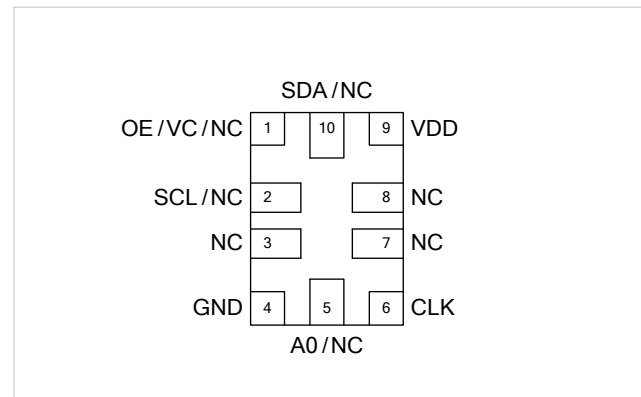 SDA/NC
OE/VC/NC 1 10 9 VDD
SCL/NC 2 8 NC
NC 3 7 NC
GND 4 5 6 CLK
A0/NC